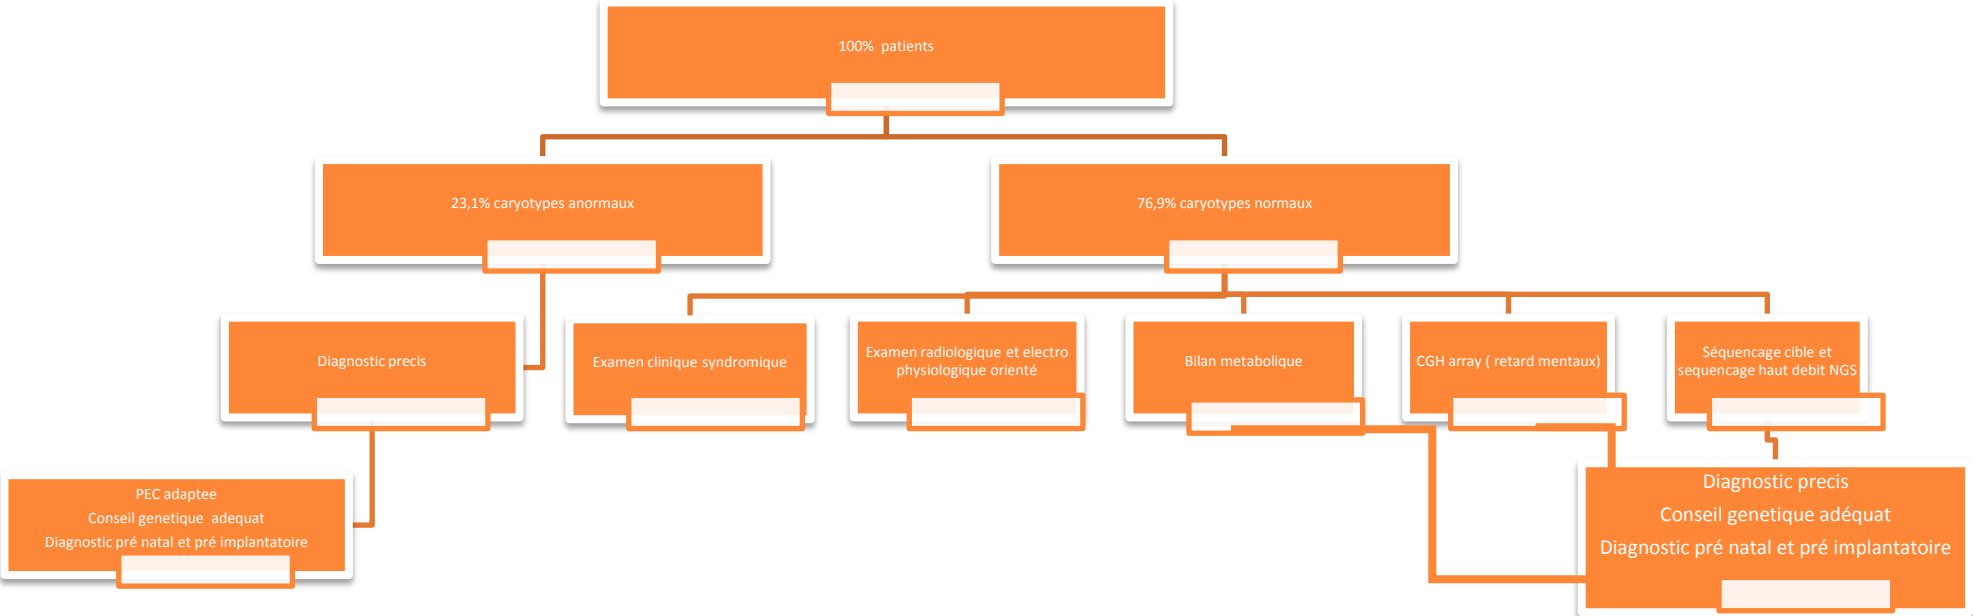 100% patients
23,1% caryotypes anormaux
76,9% caryotypes normaux
Diagnostic precis
Examen clinique syndromique
Examen radiologique et electro
physiologique orienté
Bilan metabolique
CGH array ( retard mentaux)
Séquencage cible et
sequencage haut debit NGS
PEC adaptee
Conseil genetique adequat
Diagnostic pré natal et pré implantatoire
Diagnostic precis
Conseil genetique adéquat
Diagnostic pré natal et pré implantatoire